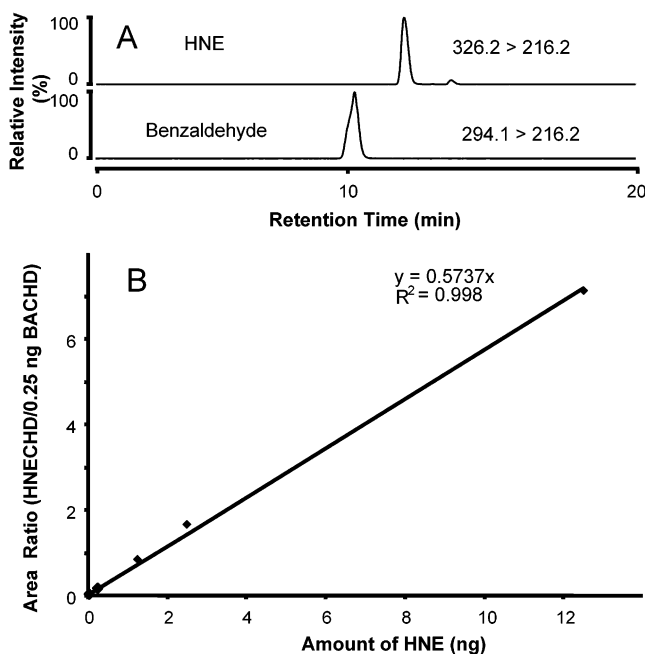 A
HNE
326.2 > 216.2
100
0
Relative Intensity
(%)
100
0
Benzaldehyde
294.1 > 216.2
0 10 20
Retention Time (min)
B
y = 0.5737x
R² = 0.998
Area Ratio (HNECHD/0.25 ng BACHD)
6
4
2
0
0 2 4 6 8 10 12
Amount of HNE (ng)